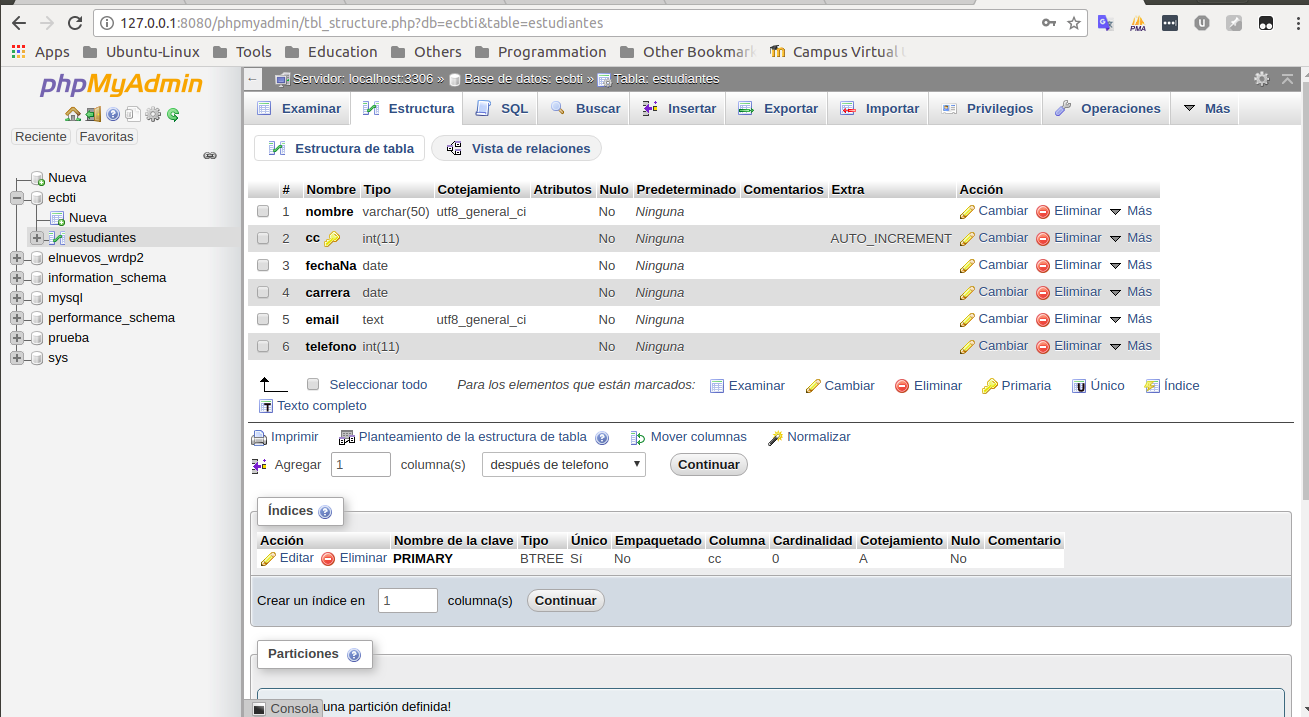 127.0.0.1:8080/phpmyadmin/tbl_structure.php?db=ecbti&table=estudiantes
PMA
Apps Ubuntu-Linux Tools Education Others Programmation Other Bookmar Campus Virtual
phpMyAdmin
Reciente Favoritas
Nueva
ecbti
Nueva
estudiantes
elnuevos_wrdp2
information_schema
mysql
performance_schema
prueba
sys
Servidor: localhost:3306 » Base de datos: ecbti » Tabla: estudiantes
Examinar Estructura SQL Buscar Insertar Exportar Importar Privilegios Operaciones Más
Estructura de tabla Vista de relaciones
# Nombre Tipo Cotejamiento Atributos Nulo Predeterminado Comentarios Extra Acción
1 nombre varchar(50) utf8_general_ci No Ninguna Cambiar Eliminar Más
2 cc int(11) No Ninguna AUTO_INCREMENT Cambiar Eliminar Más
3 fechaNa date No Ninguna Cambiar Eliminar Más
4 carrera date No Ninguna Cambiar Eliminar Más
5 email text utf8_general_ci No Ninguna Cambiar Eliminar Más
6 telefono int(11) No Ninguna Cambiar Eliminar Más
Seleccionar todo Para los elementos que están marcados: Examinar Cambiar Eliminar Primaria Único Índice
Texto completo
Imprimir Planteamiento de la estructura de tabla Mover columnas Normalizar
Agregar 1 columna(s) después de telefono Continuar
Índices
Acción Nombre de la clave Tipo Único Empaquetado Columna Cardinalidad Cotejamiento Nulo Comentario
Editar Eliminar PRIMARY BTREE Sí No cc 0 A No
Crear un índice en 1 columna(s) Continuar
Particiones
Consola una partición definida!